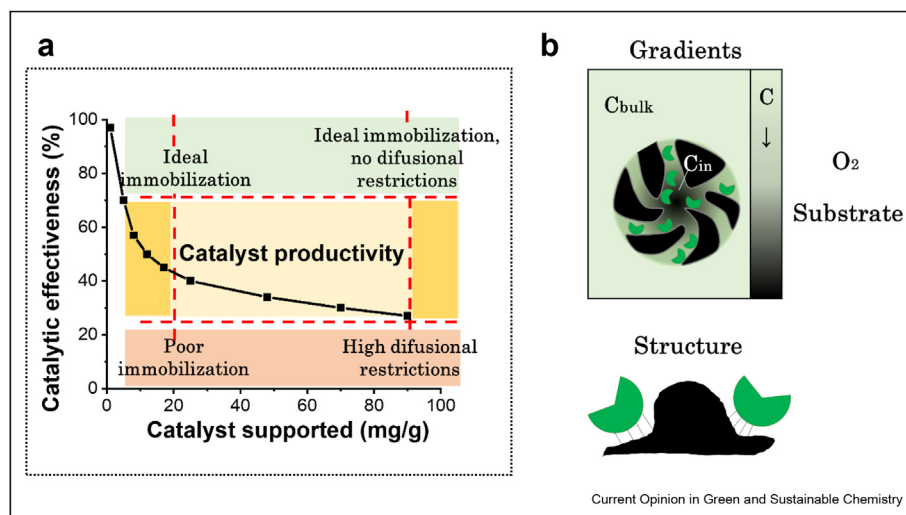 a
Catalytic effectiveness (%)
100
80
60
40
20
0
0
20
40
60
80
100
Catalyst supported (mg/g)
Ideal
immobilization
Ideal immobilization,
no difusional
restrictions
Catalyst productivity
Poor
immobilization
High difusional
restrictions
b
Gradients
Cbulk
Cin
C
↓
O2
Substrate
Structure
Current Opinion in Green and Sustainable Chemistry